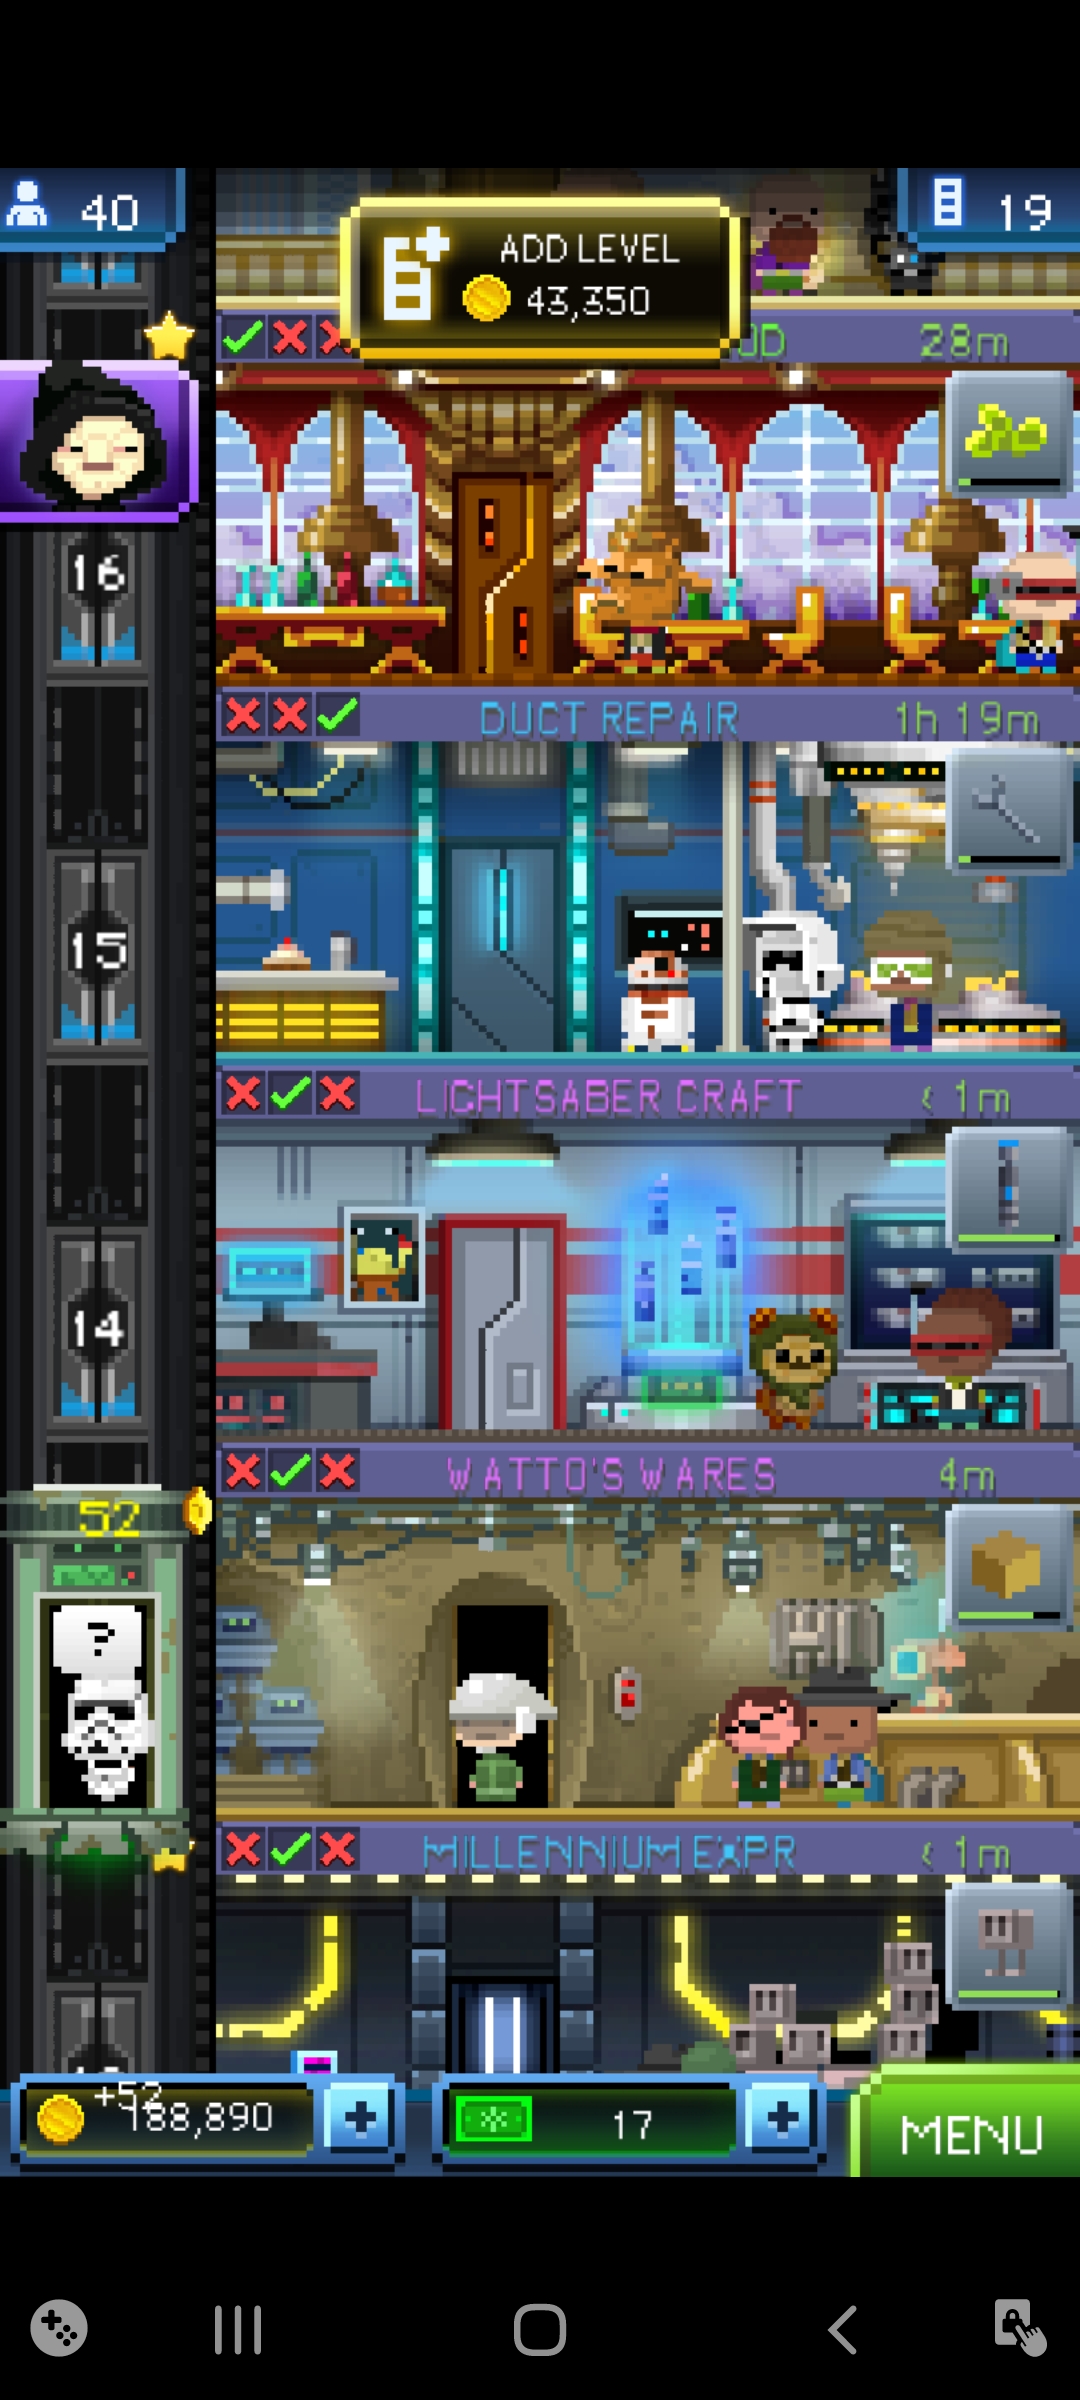 40
ADD LEVEL
43,350
19
OD
28m
16
DUCT REPAIR
1h 19m
15
LIGHTSABER CRAFT
< 1m
14
WATTO'S WARES
4m
52
?
MILLENNIUM EXPR
< 1m
+52
188,890
17
MENU